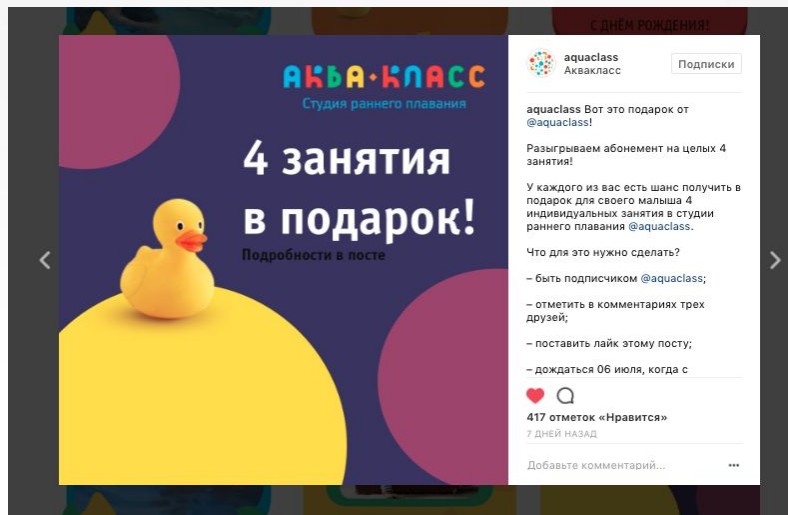 С ДНЁМ РОЖДЕНИЯ!
АКВА·КЛАСС
Студия раннего плавания
4 занятия
в подарок!
Подробности в посте
aquaclass
Аквакласс
Подписки
aquaclass Вот это подарок от
@aquaclass!
Разыгрываем абонемент на целых 4
занятия!
У каждого из вас есть шанс получить в
подарок для своего малыша 4
индивидуальных занятия в студии
раннего плавания @aquaclass.
Что для это нужно сделать?
– быть подписчиком @aquaclass;
– отметить в комментариях трех
друзей;
– поставить лайк этому посту;
– дождаться 06 июля, когда с
417 отметок «Нравится»
7 ДНЕЙ НАЗАД
Добавьте комментарий...